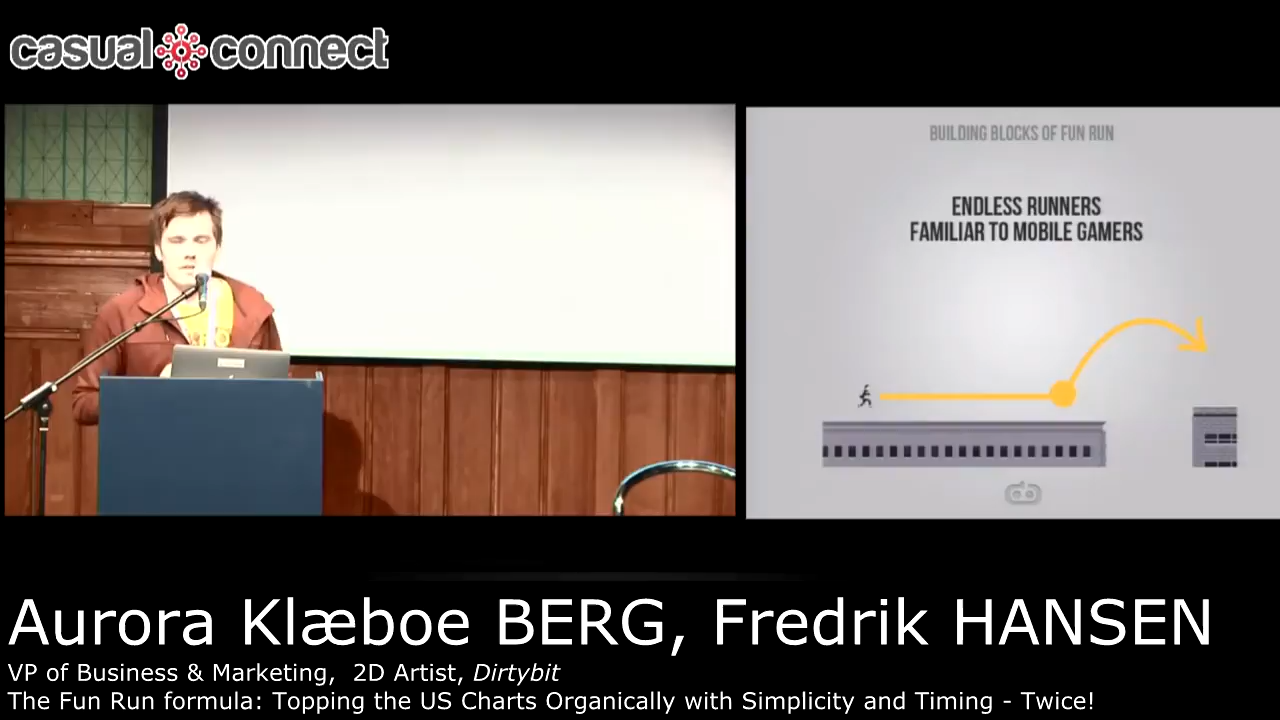 casual connect
BUILDING BLOCKS OF FUN RUN
ENDLESS RUNNERS
FAMILIAR TO MOBILE GAMERS
Aurora Klæboe BERG, Fredrik HANSEN
VP of Business & Marketing,  2D Artist, Dirtybit
The Fun Run formula: Topping the US Charts Organically with Simplicity and Timing - Twice!